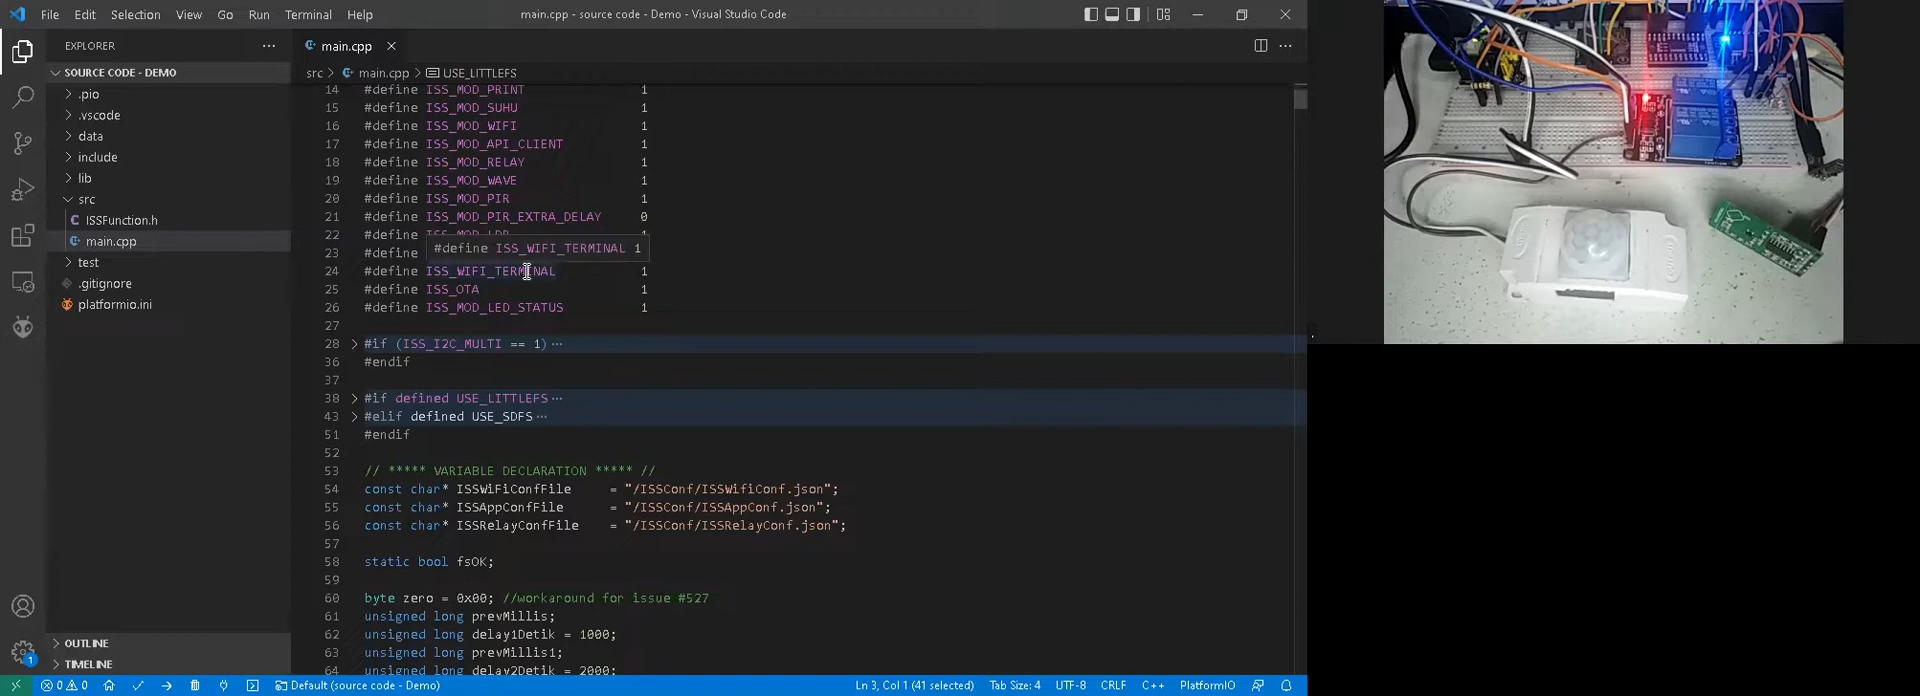 File Edit Selection View Go Run Terminal Help
main.cpp - source code - Demo - Visual Studio Code
EXPLORER
SOURCE CODE - DEMO
.pio
.vscode
data
include
lib
src
ISSFunction.h
main.cpp
test
.gitignore
platformio.ini
OUTLINE
TIMELINE
main.cpp
src > main.cpp > USE_LITTLEFS
14 #define ISS_MOD_PRINT 1
15 #define ISS_MOD_SUHU 1
16 #define ISS_MOD_WIFI 1
17 #define ISS_MOD_API_CLIENT 1
18 #define ISS_MOD_RELAY 1
19 #define ISS_MOD_WAVE 1
20 #define ISS_MOD_PIR 1
21 #define ISS_MOD_PIR_EXTRA_DELAY 0
22 #define ISS_MOD_LDR 1
#define ISS_WIFI_TERMINAL 1
23 #define
24 #define ISS_WIFI_TERMINAL 1
25 #define ISS_OTA 1
26 #define ISS_MOD_LED_STATUS 1
27
28 #if (ISS_I2C_MULTI == 1) ···
36 #endif
37
38 #if defined USE_LITTLEFS ···
43 #elif defined USE_SDFS ···
51 #endif
52
53 // ***** VARIABLE DECLARATION ***** //
54 const char* ISSWiFiConfFile = "/ISSConf/ISSWifiConf.json";
55 const char* ISSAppConfFile = "/ISSConf/ISSAppConf.json";
56 const char* ISSRelayConfFile = "/ISSConf/ISSRelayConf.json";
57
58 static bool fsOK;
59
60 byte zero = 0x00; //workaround for issue #527
61 unsigned long prevMillis;
62 unsigned long delay1Detik = 1000;
63 unsigned long prevMillis1;
64 unsigned long delay2Detik = 2000;
1
0 0 Default (source code - Demo) Ln 3, Col 1 (41 selected) Tab Size: 4 UTF-8 CRLF C++ PlatformIO